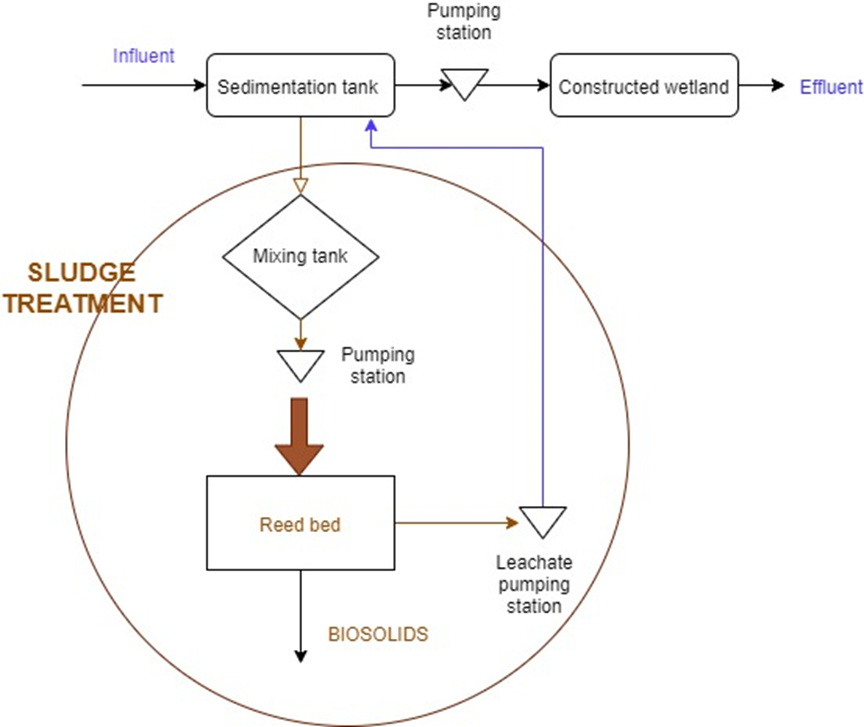 Pumping
station
Influent
Sedimentation tank
Constructed wetland
Effluent
Mixing tank
SLUDGE
TREATMENT
Pumping
station
Reed bed
Leachate
pumping
station
BIOSOLIDS